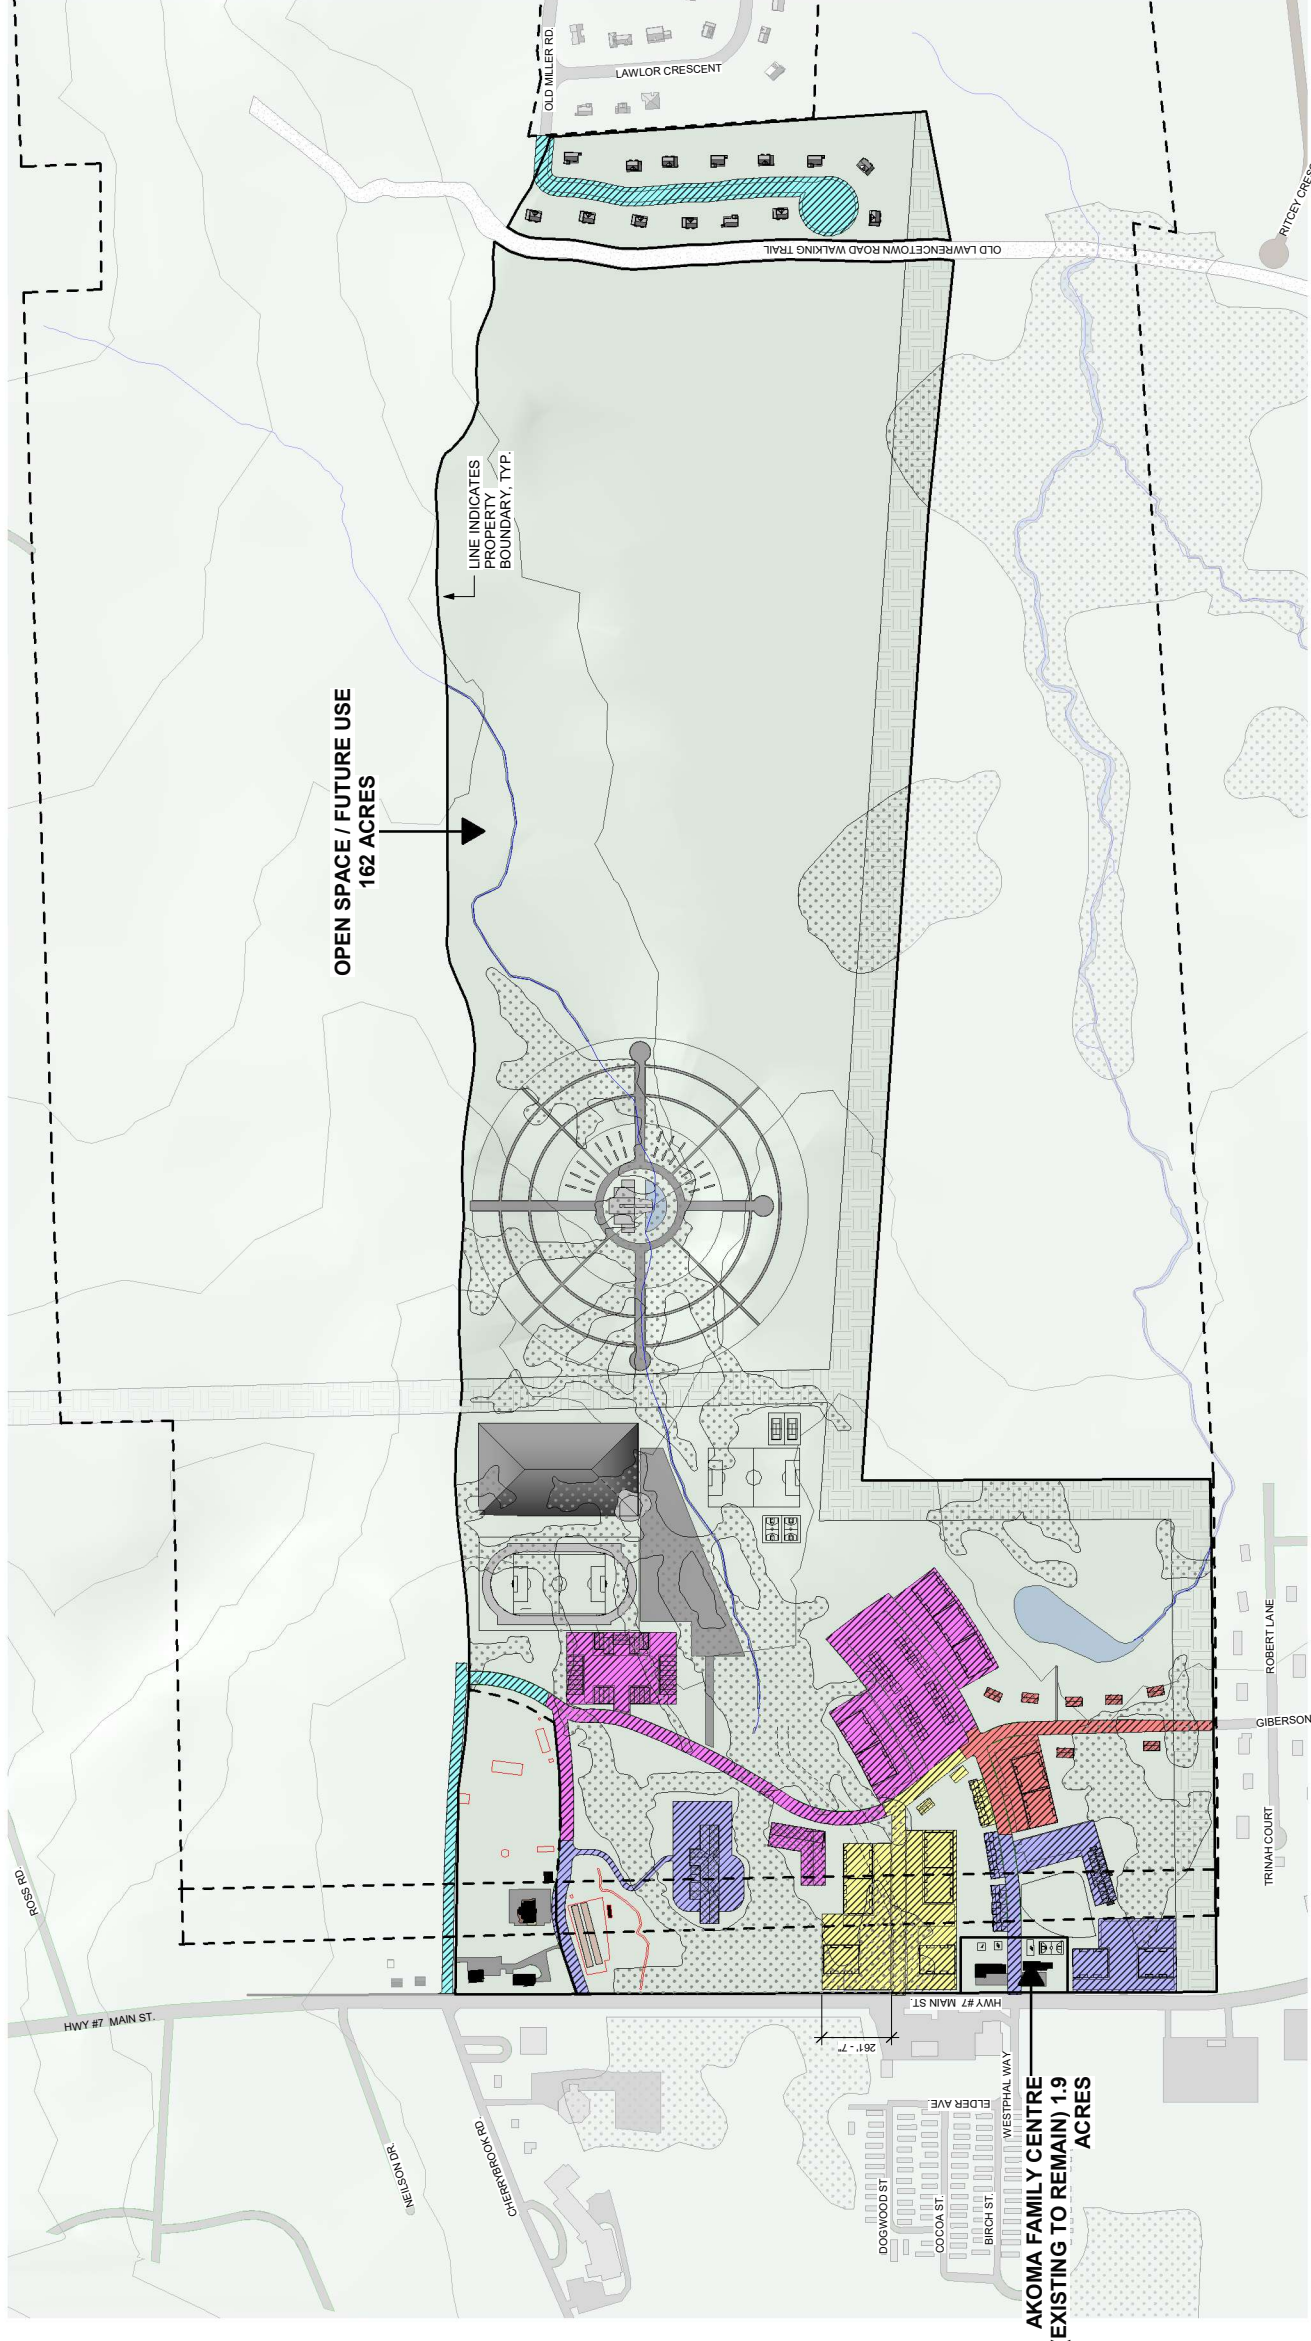 OLD MILLER RD.
LAWLOR CRESCENT
RITCEY CRES
OLD LAWRENCETOWN ROAD WALKING TRAIL
LINE INDICATES
PROPERTY
BOUNDARY, TYP.
OPEN SPACE / FUTURE USE
162 ACRES
ROBERT LANE
GIBERSON
TRINAH COURT
ROSS RD.
HWY #7 MAIN ST.
HWY#7 MAIN ST.
261' - 7"
NEILSON DR.
CHERRYBROOK RD.
ELDER AVE.
WESTPHAL WAY
DOGWOOD ST
COCOA ST.
BIRCH ST.
AKOMA FAMILY CENTRE
EXISTING TO REMAIN) 1.9
ACRES